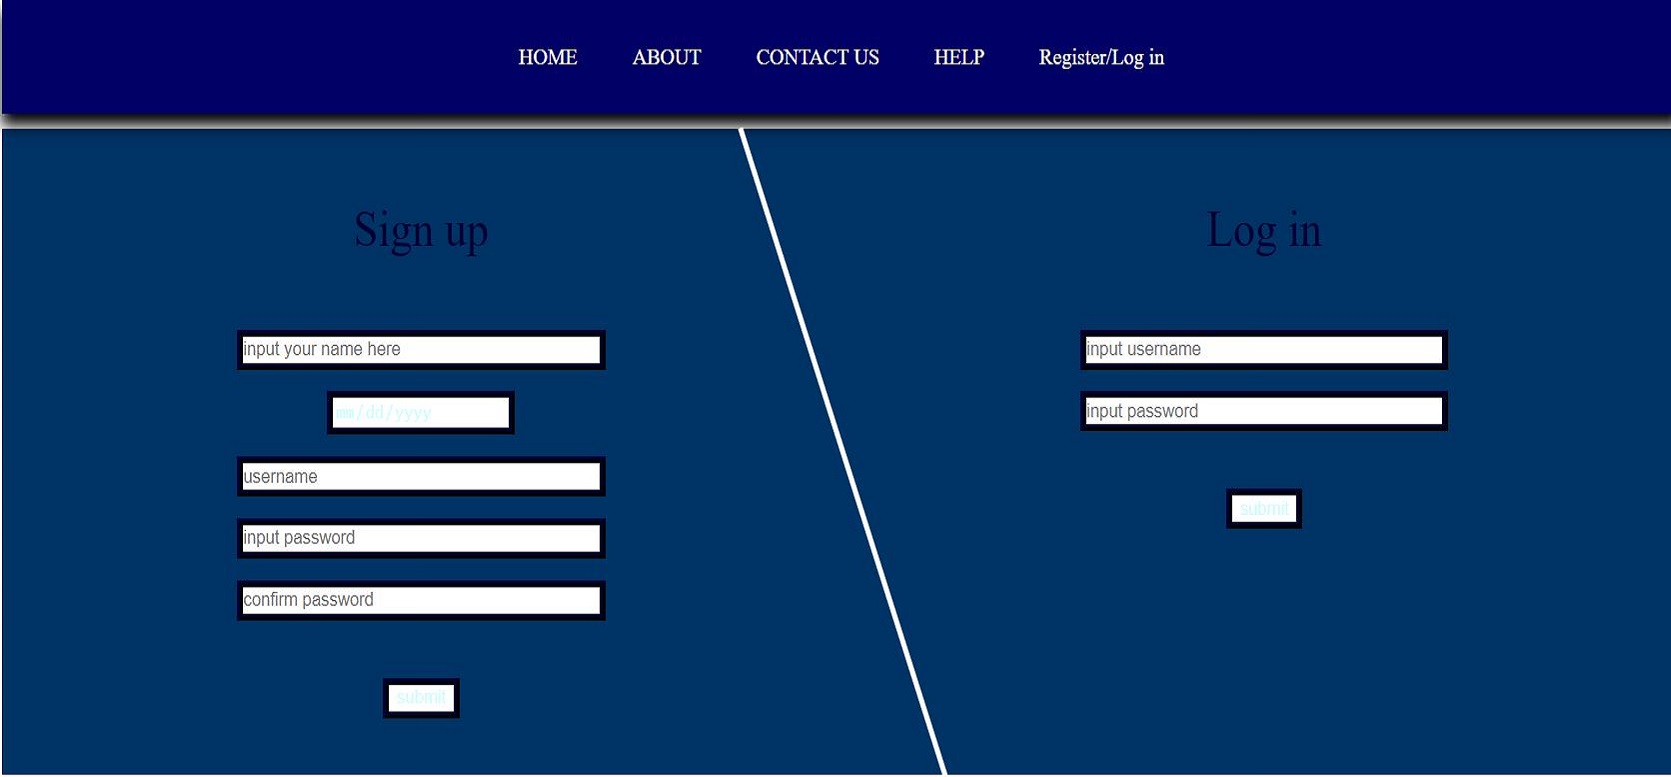 HOME ABOUT CONTACT US HELP Register/Log in
Sign up
input your name here
mm/dd/yyyy
username
input password
confirm password
submit
Log in
input username
input password
submit